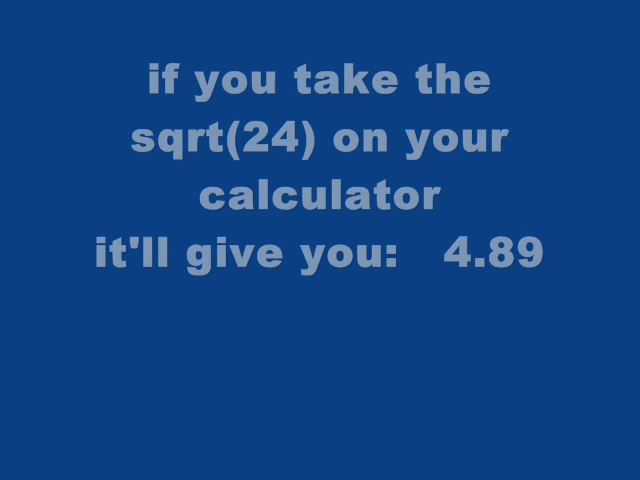 if you take the
sqrt(24) on your
calculator
it'll give you: 4.89